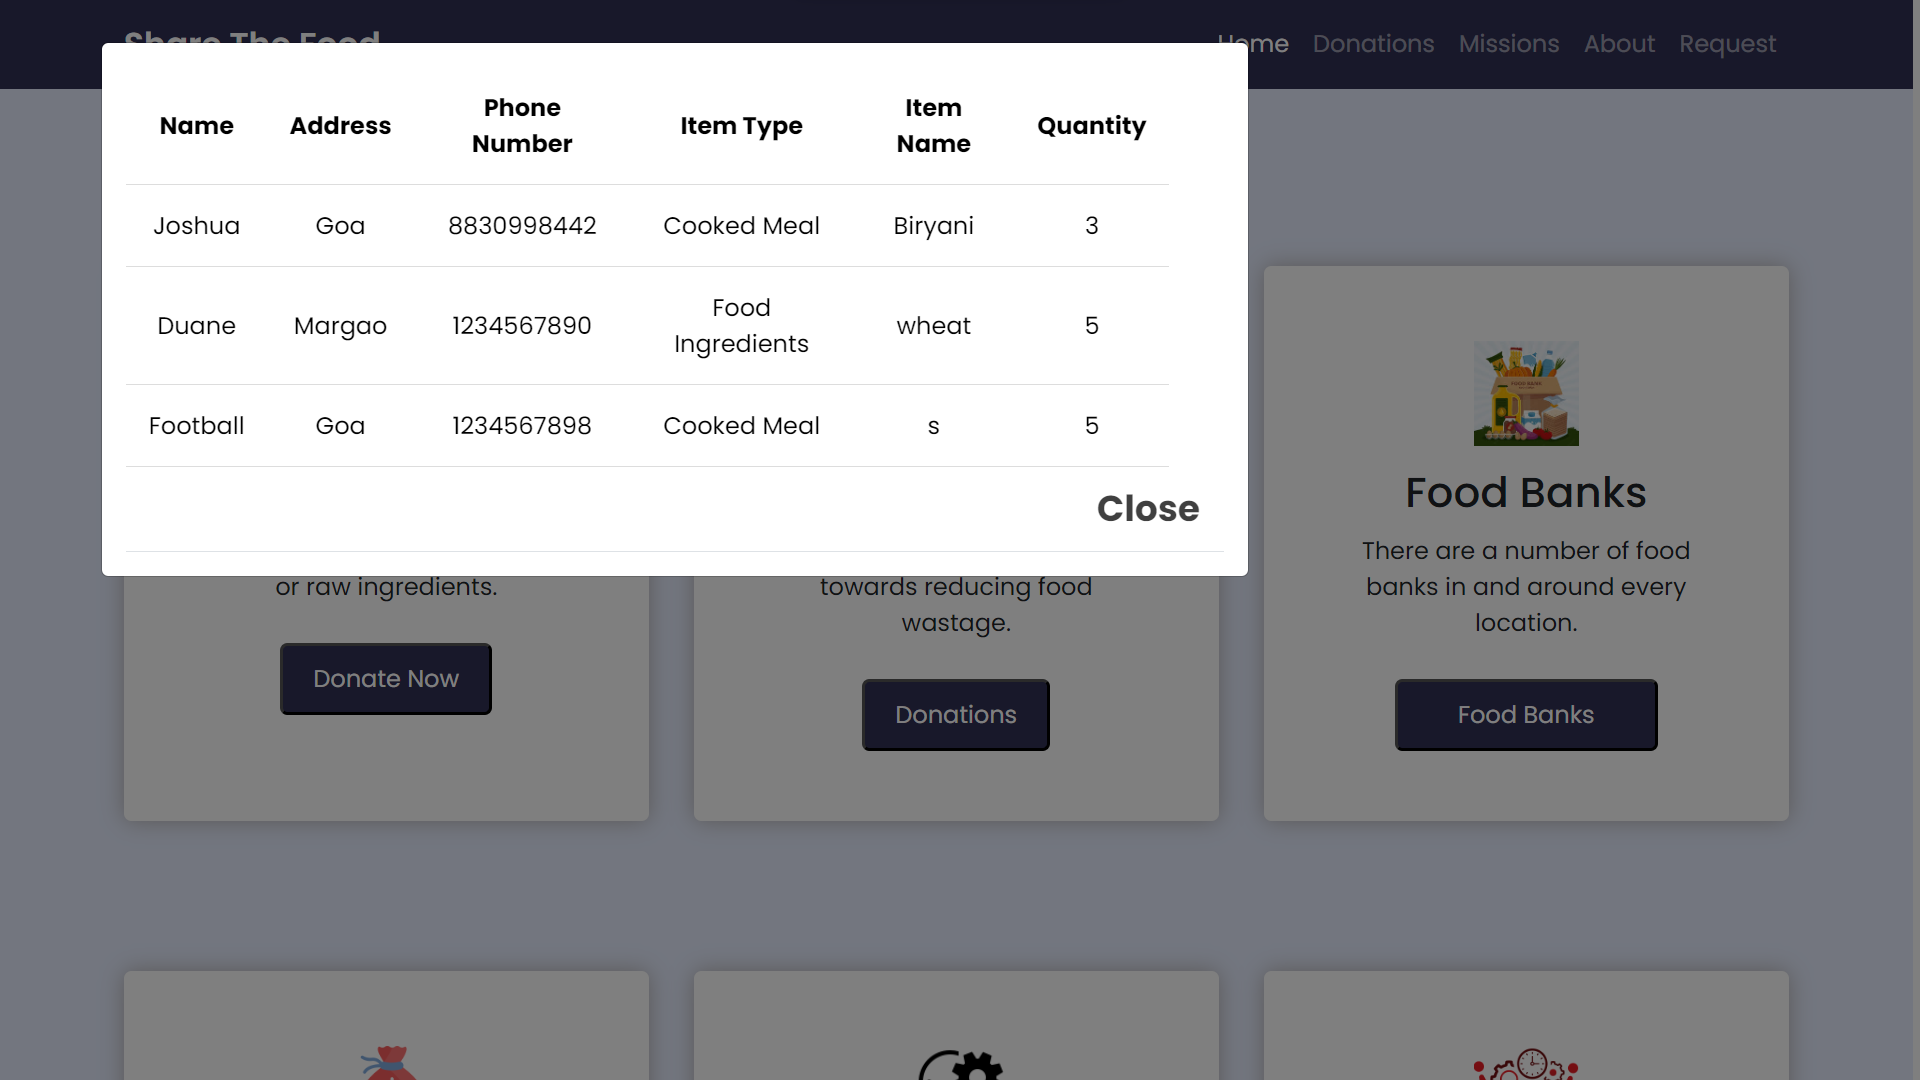 Share The Food
Home Donations Missions About Request
Name Address Phone Number Item Type Item Name Quantity
Joshua Goa 8830998442 Cooked Meal Biryani 3
Duane Margao 1234567890 Food Ingredients wheat 5
Football Goa 1234567898 Cooked Meal s 5
Close
or raw ingredients.
Donate Now
towards reducing food
wastage.
Donations
FOOD BANK
Food Banks
There are a number of food
banks in and around every
location.
Food Banks